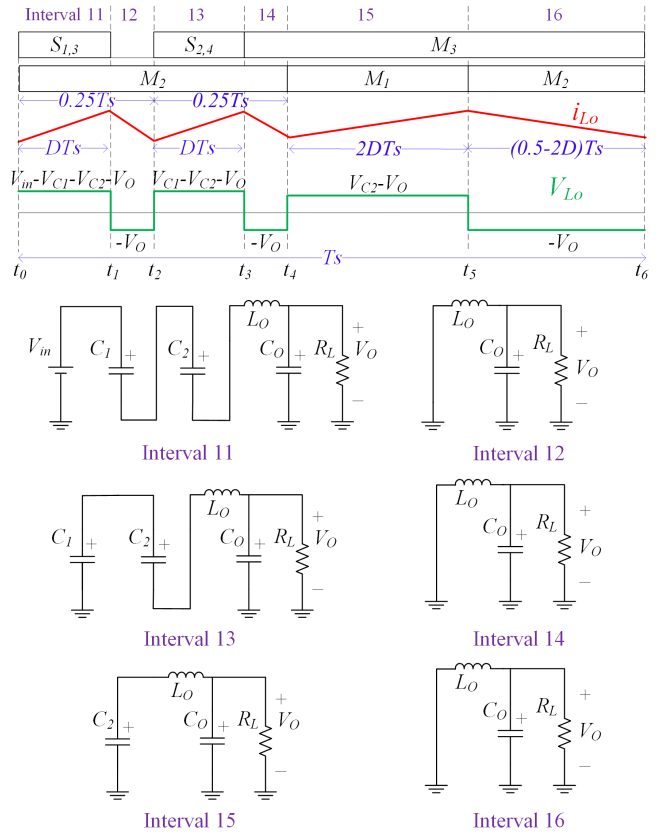 Interval 11 12 13 14 15 16
S1,3 S2,4 M3
M2 M1 M2
0.25Ts 0.25Ts iLo
DTs DTs 2DTs (0.5-2D)Ts
Vin-VC1-VC2-VO VC1-VC2-VO VC2-VO VLo
-VO -VO -VO
Ts
t0 t1 t2 t3 t4 t5 t6
Vin C1 + C2 + LO CO + RL + VO −
Interval 11
LO CO + RL + VO −
Interval 12
C1 + C2 + LO CO + RL + VO −
Interval 13
LO CO + RL + VO −
Interval 14
C2 + LO CO + RL + VO −
Interval 15
LO CO + RL + VO −
Interval 16